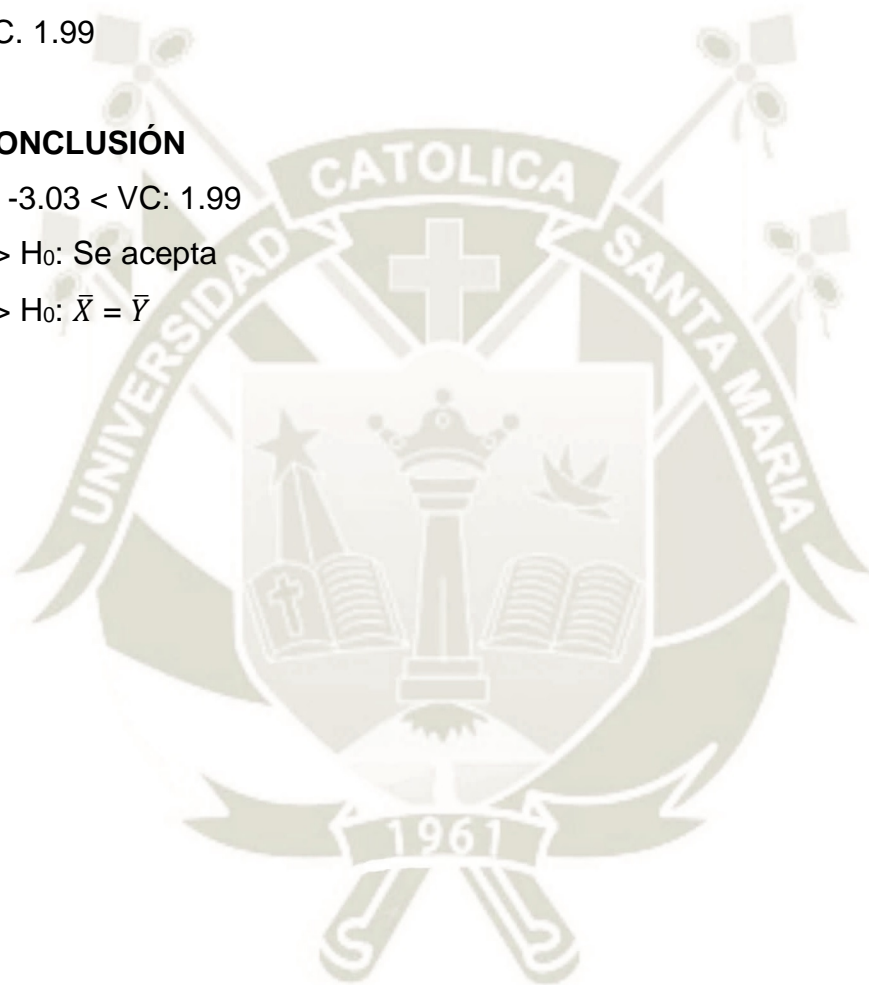 C. 1.99
ONCLUSIÓN
-3.03 < VC: 1.99
> H₀: Se acepta
> H₀: X̄ = Ȳ
UNIVERSIDAD CATOLICA SANTA MARIA
1961